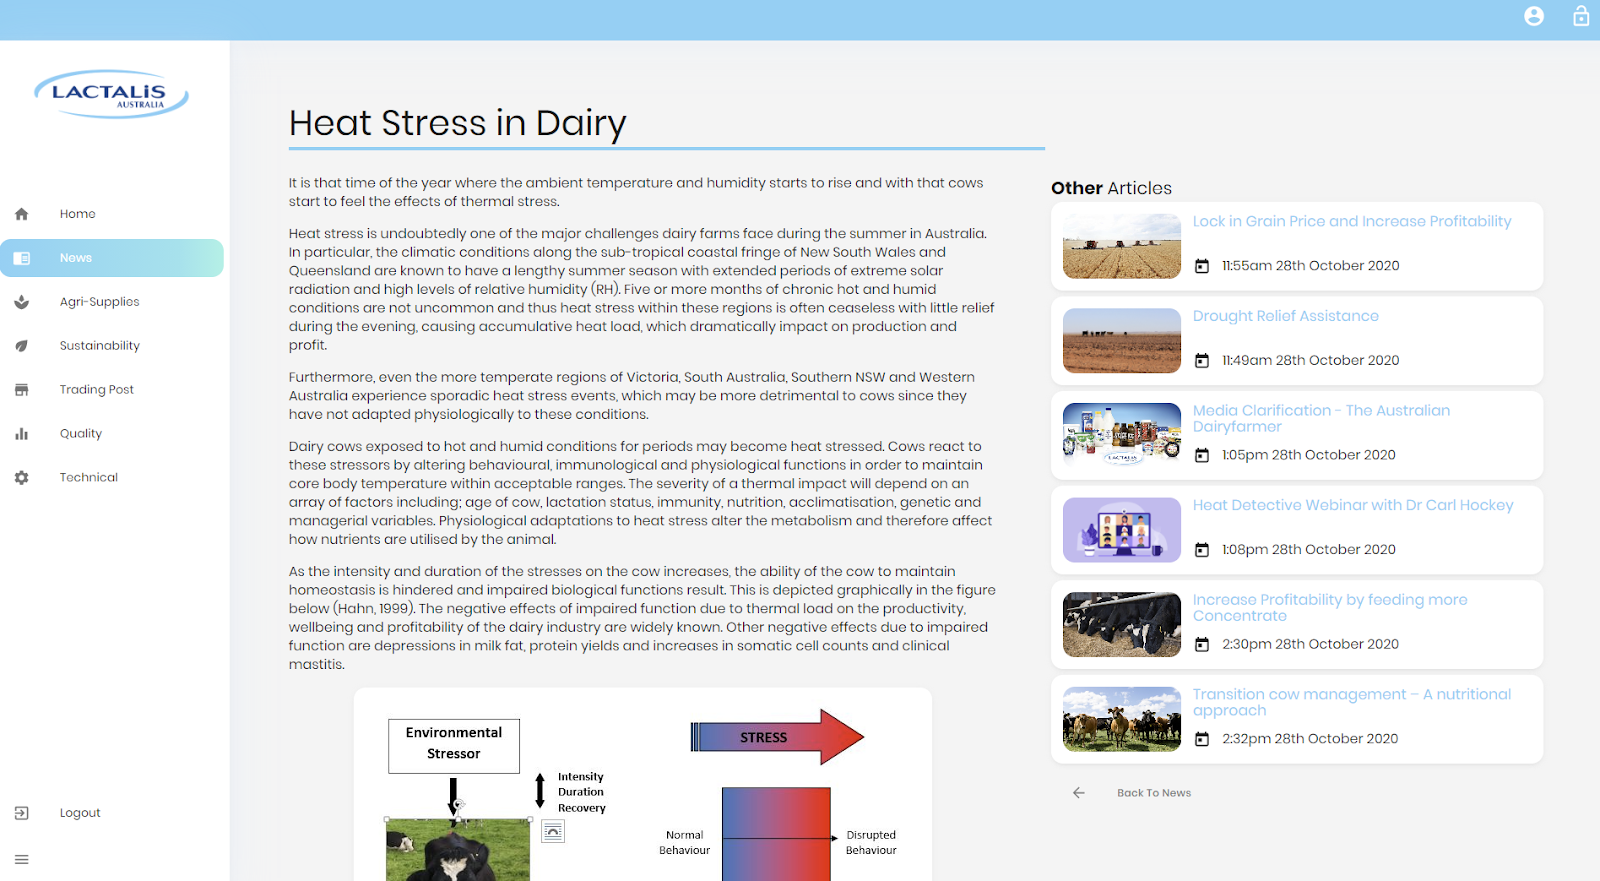 LACTALIS
AUSTRALIA
Home
News
Agri-Supplies
Sustainability
Trading Post
Quality
Technical
Logout
Heat Stress in Dairy
It is that time of the year where the ambient temperature and humidity starts to rise and with that cows
start to feel the effects of thermal stress.
Heat stress is undoubtedly one of the major challenges dairy farms face during the summer in Australia.
In particular, the climatic conditions along the sub-tropical coastal fringe of New South Wales and
Queensland are known to have a lengthy summer season with extended periods of extreme solar
radiation and high levels of relative humidity (RH). Five or more months of chronic hot and humid
conditions are not uncommon and thus heat stress within these regions is often ceaseless with little relief
during the evening, causing accumulative heat load, which dramatically impact on production and
profit.
Furthermore, even the more temperate regions of Victoria, South Australia, Southern NSW and Western
Australia experience sporadic heat stress events, which may be more detrimental to cows since they
have not adapted physiologically to these conditions.
Dairy cows exposed to hot and humid conditions for periods may become heat stressed. Cows react to
these stressors by altering behavioural, immunological and physiological functions in order to maintain
core body temperature within acceptable ranges. The severity of a thermal impact will depend on an
array of factors including; age of cow, lactation status, immunity, nutrition, acclimatisation, genetic and
managerial variables. Physiological adaptations to heat stress alter the metabolism and therefore affect
how nutrients are utilised by the animal.
As the intensity and duration of the stresses on the cow increases, the ability of the cow to maintain
homeostasis is hindered and impaired biological functions result. This is depicted graphically in the figure
below (Hahn, 1999). The negative effects of impaired function due to thermal load on the productivity,
wellbeing and profitability of the dairy industry are widely known. Other negative effects due to impaired
function are depressions in milk fat, protein yields and increases in somatic cell counts and clinical
mastitis.
Environmental
Stressor
Intensity
Duration
Recovery
STRESS
Normal
Behaviour
Disrupted
Behaviour
Other Articles
Lock in Grain Price and Increase Profitability
11:55am 28th October 2020
Drought Relief Assistance
11:49am 28th October 2020
Media Clarification - The Australian
Dairyfarmer
LACTALIS
1:05pm 28th October 2020
Heat Detective Webinar with Dr Carl Hockey
1:08pm 28th October 2020
Increase Profitability by feeding more
Concentrate
2:30pm 28th October 2020
Transition cow management – A nutritional
approach
2:32pm 28th October 2020
Back To News